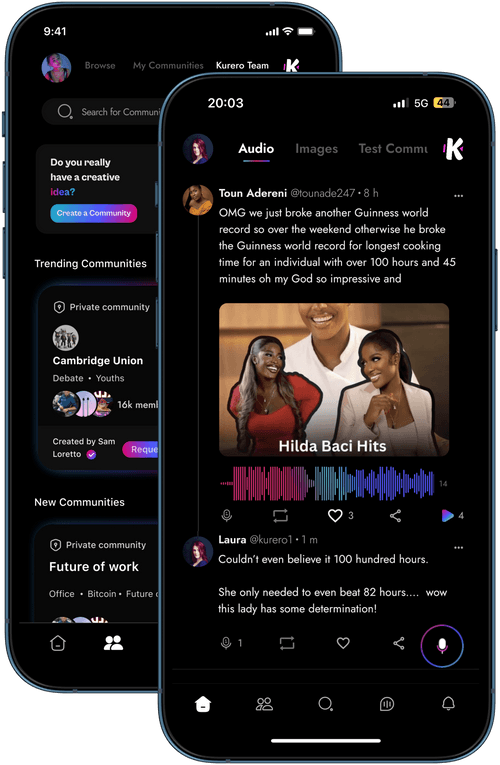 9:41
Browse My Communities Kurero Team K
Search for Communi
Do you really
have a creative
idea?
Create a Community
Trending Communities
Private community
Cambridge Union
Debate • Youths
16k meml
Created by Sam
Loretto
Reque
New Communities
Private community
Future of work
Office • Bitcoin • Future
20:03 5G 44
Audio Images Test Commu K
Toun Adereni @tounade247 • 8 h
OMG we just broke another Guinness world
record so over the weekend otherwise he broke
the Guinness world record for longest cooking
time for an individual with over 100 hours and 45
minutes oh my God so impressive and
Hilda Baci Hits
14
3 4
Laura @kurero1 • 1 m
Couldn't even believe it 100 hundred hours.
She only needed to even beat 82 hours.... wow
this lady has some determination!
1